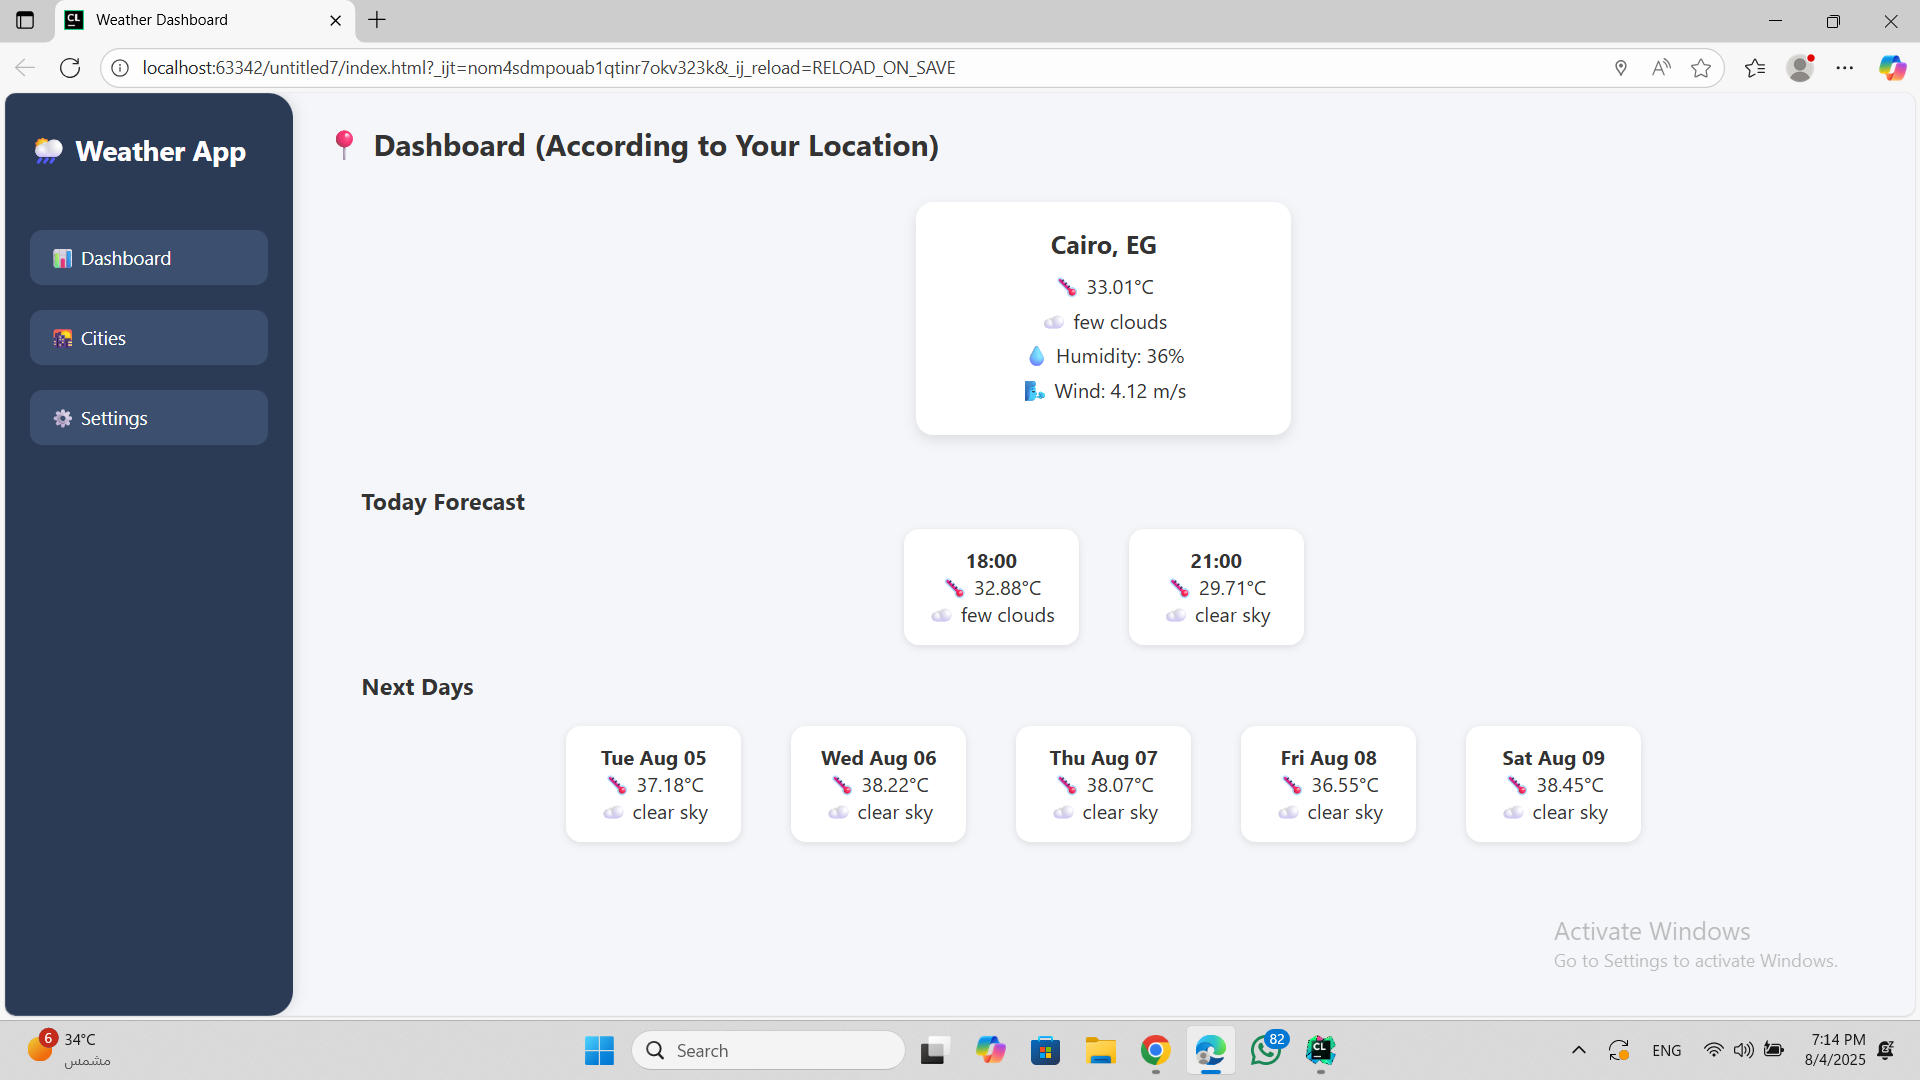 CL
Weather Dashboard
localhost:63342/untitled7/index.html?_ijt=nom4sdmpouab1qtinr7okv323k&_ij_reload=RELOAD_ON_SAVE
Weather App
Dashboard
Cities
Settings
Dashboard (According to Your Location)
Cairo, EG
33.01°C
few clouds
Humidity: 36%
Wind: 4.12 m/s
Today Forecast
18:00
32.88°C
few clouds
21:00
29.71°C
clear sky
Next Days
Tue Aug 05
37.18°C
clear sky
Wed Aug 06
38.22°C
clear sky
Thu Aug 07
38.07°C
clear sky
Fri Aug 08
36.55°C
clear sky
Sat Aug 09
38.45°C
clear sky
Activate Windows
Go to Settings to activate Windows.
6
34°C
مشمس
Search
82
CL
ENG
7:14 PM
8/4/2025